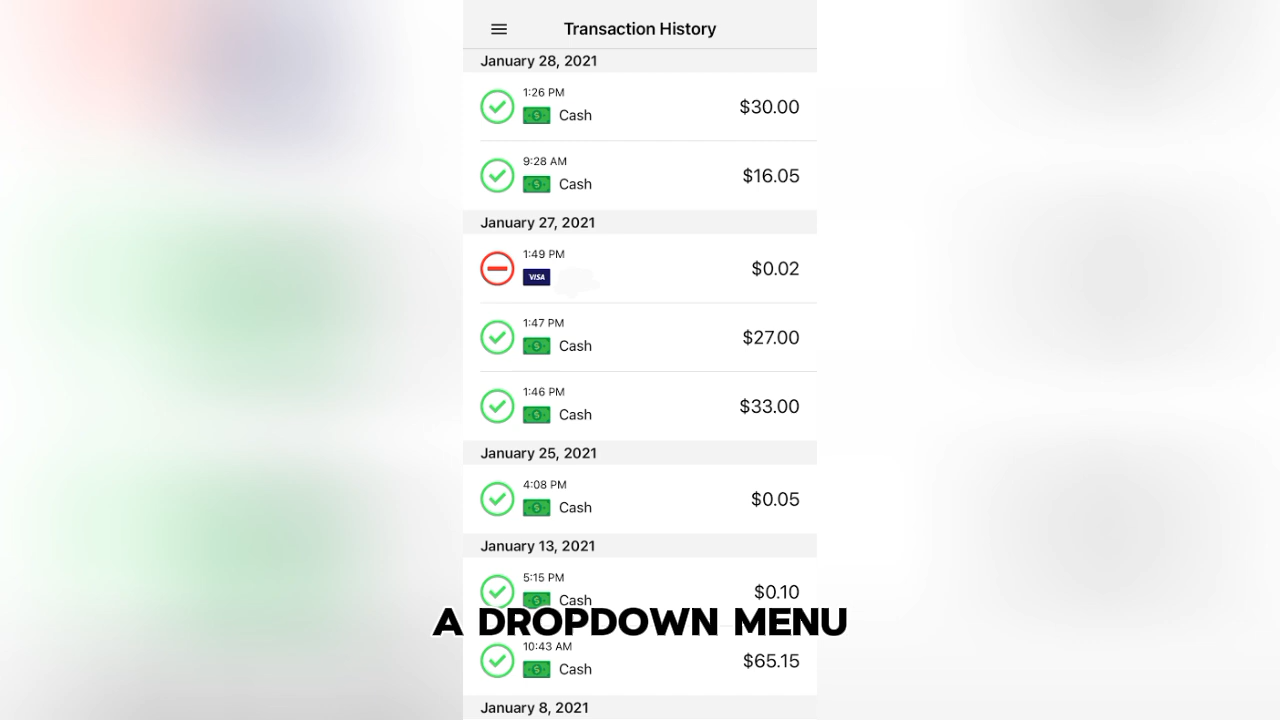 Transaction History
January 28, 2021
1:26 PM
Cash
$30.00
9:28 AM
Cash
$16.05
January 27, 2021
1:49 PM
VISA
$0.02
1:47 PM
Cash
$27.00
1:46 PM
Cash
$33.00
January 25, 2021
4:08 PM
Cash
$0.05
January 13, 2021
5:15 PM
Cash
$0.10
A DROPDOWN MENU
10:43 AM
Cash
$65.15
January 8, 2021